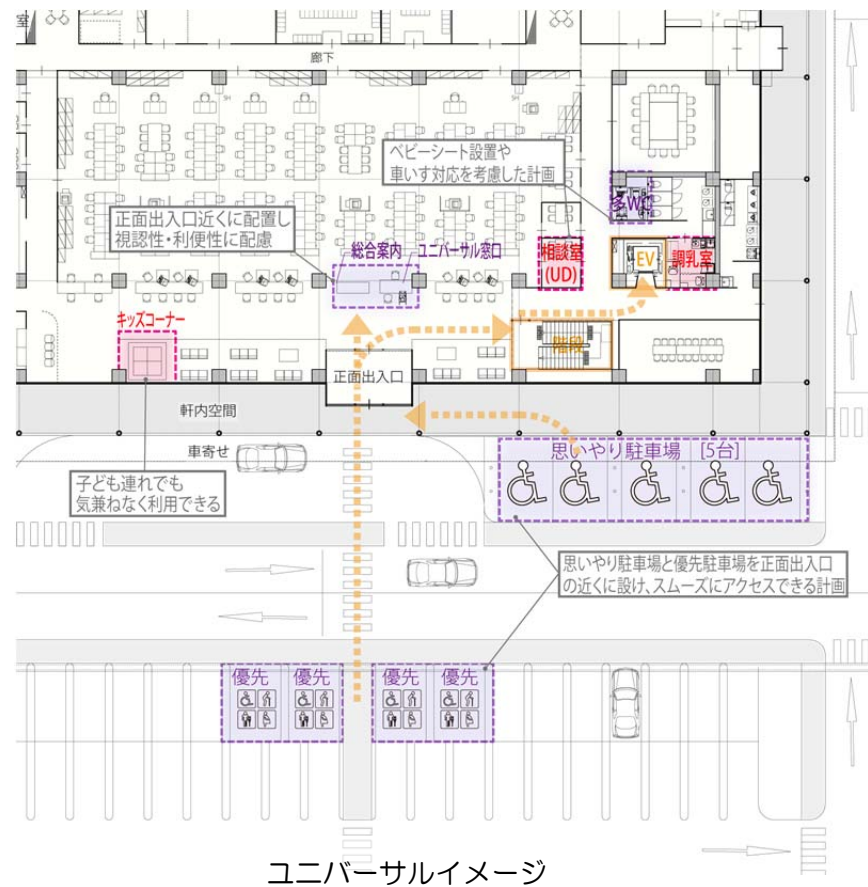 室
廊下
SH
SH
ベビーシート設置や
車いす対応を考慮した計画
多WC
正面出入口近くに配置し
視認性・利便性に配慮
総合案内
ユニバーサル窓口
相談室
(UD)
EV
調乳室
キッズコーナー
階段
正面出入口
軒内空間
車寄せ
思いやり駐車場 [5台]
子ども連れでも
気兼ねなく利用できる
思いやり駐車場と優先駐車場を正面出入口
の近くに設け、スムーズにアクセスできる計画
優先
優先
優先
優先
ユニバーサルイメージ